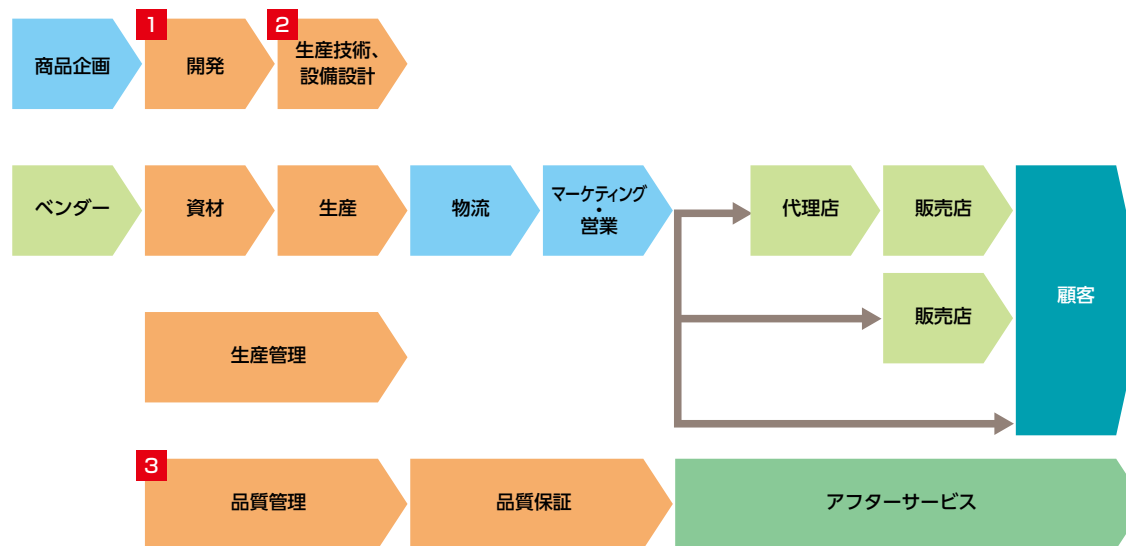 1
2
商品企画
開発
生産技術、
設備設計
ベンダー
資材
生産
物流
マーケティング
・
営業
代理店
販売店
販売店
顧客
生産管理
3
品質管理
品質保証
アフターサービス